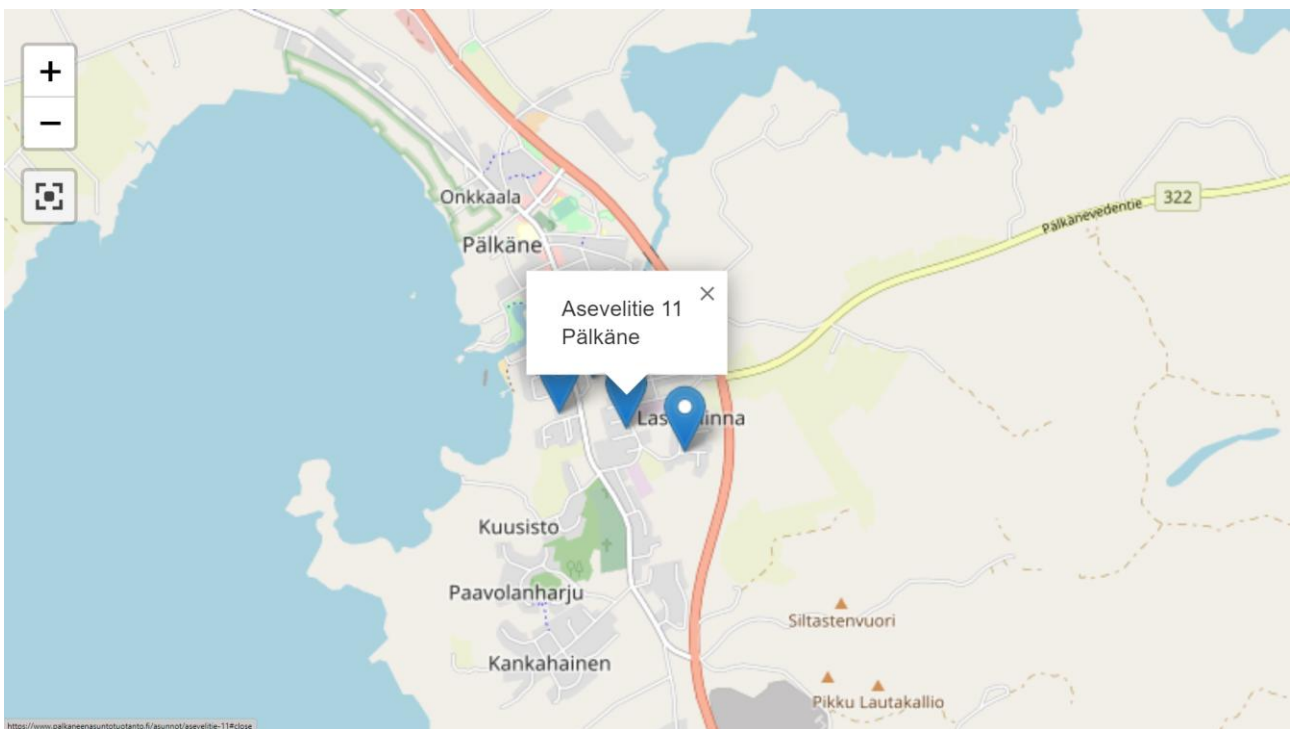 +
−
Onkkaala
Pälkäne
322
Pälkänevedentie
×
Asevelitie 11
Pälkäne
Kuusisto
Paavolanharju
Kankahainen
Siltastenvuori
Pikku Lautakallio
https://www.palkaneenasuntotuotanto.fi/asunnot/asevelitie-11#close